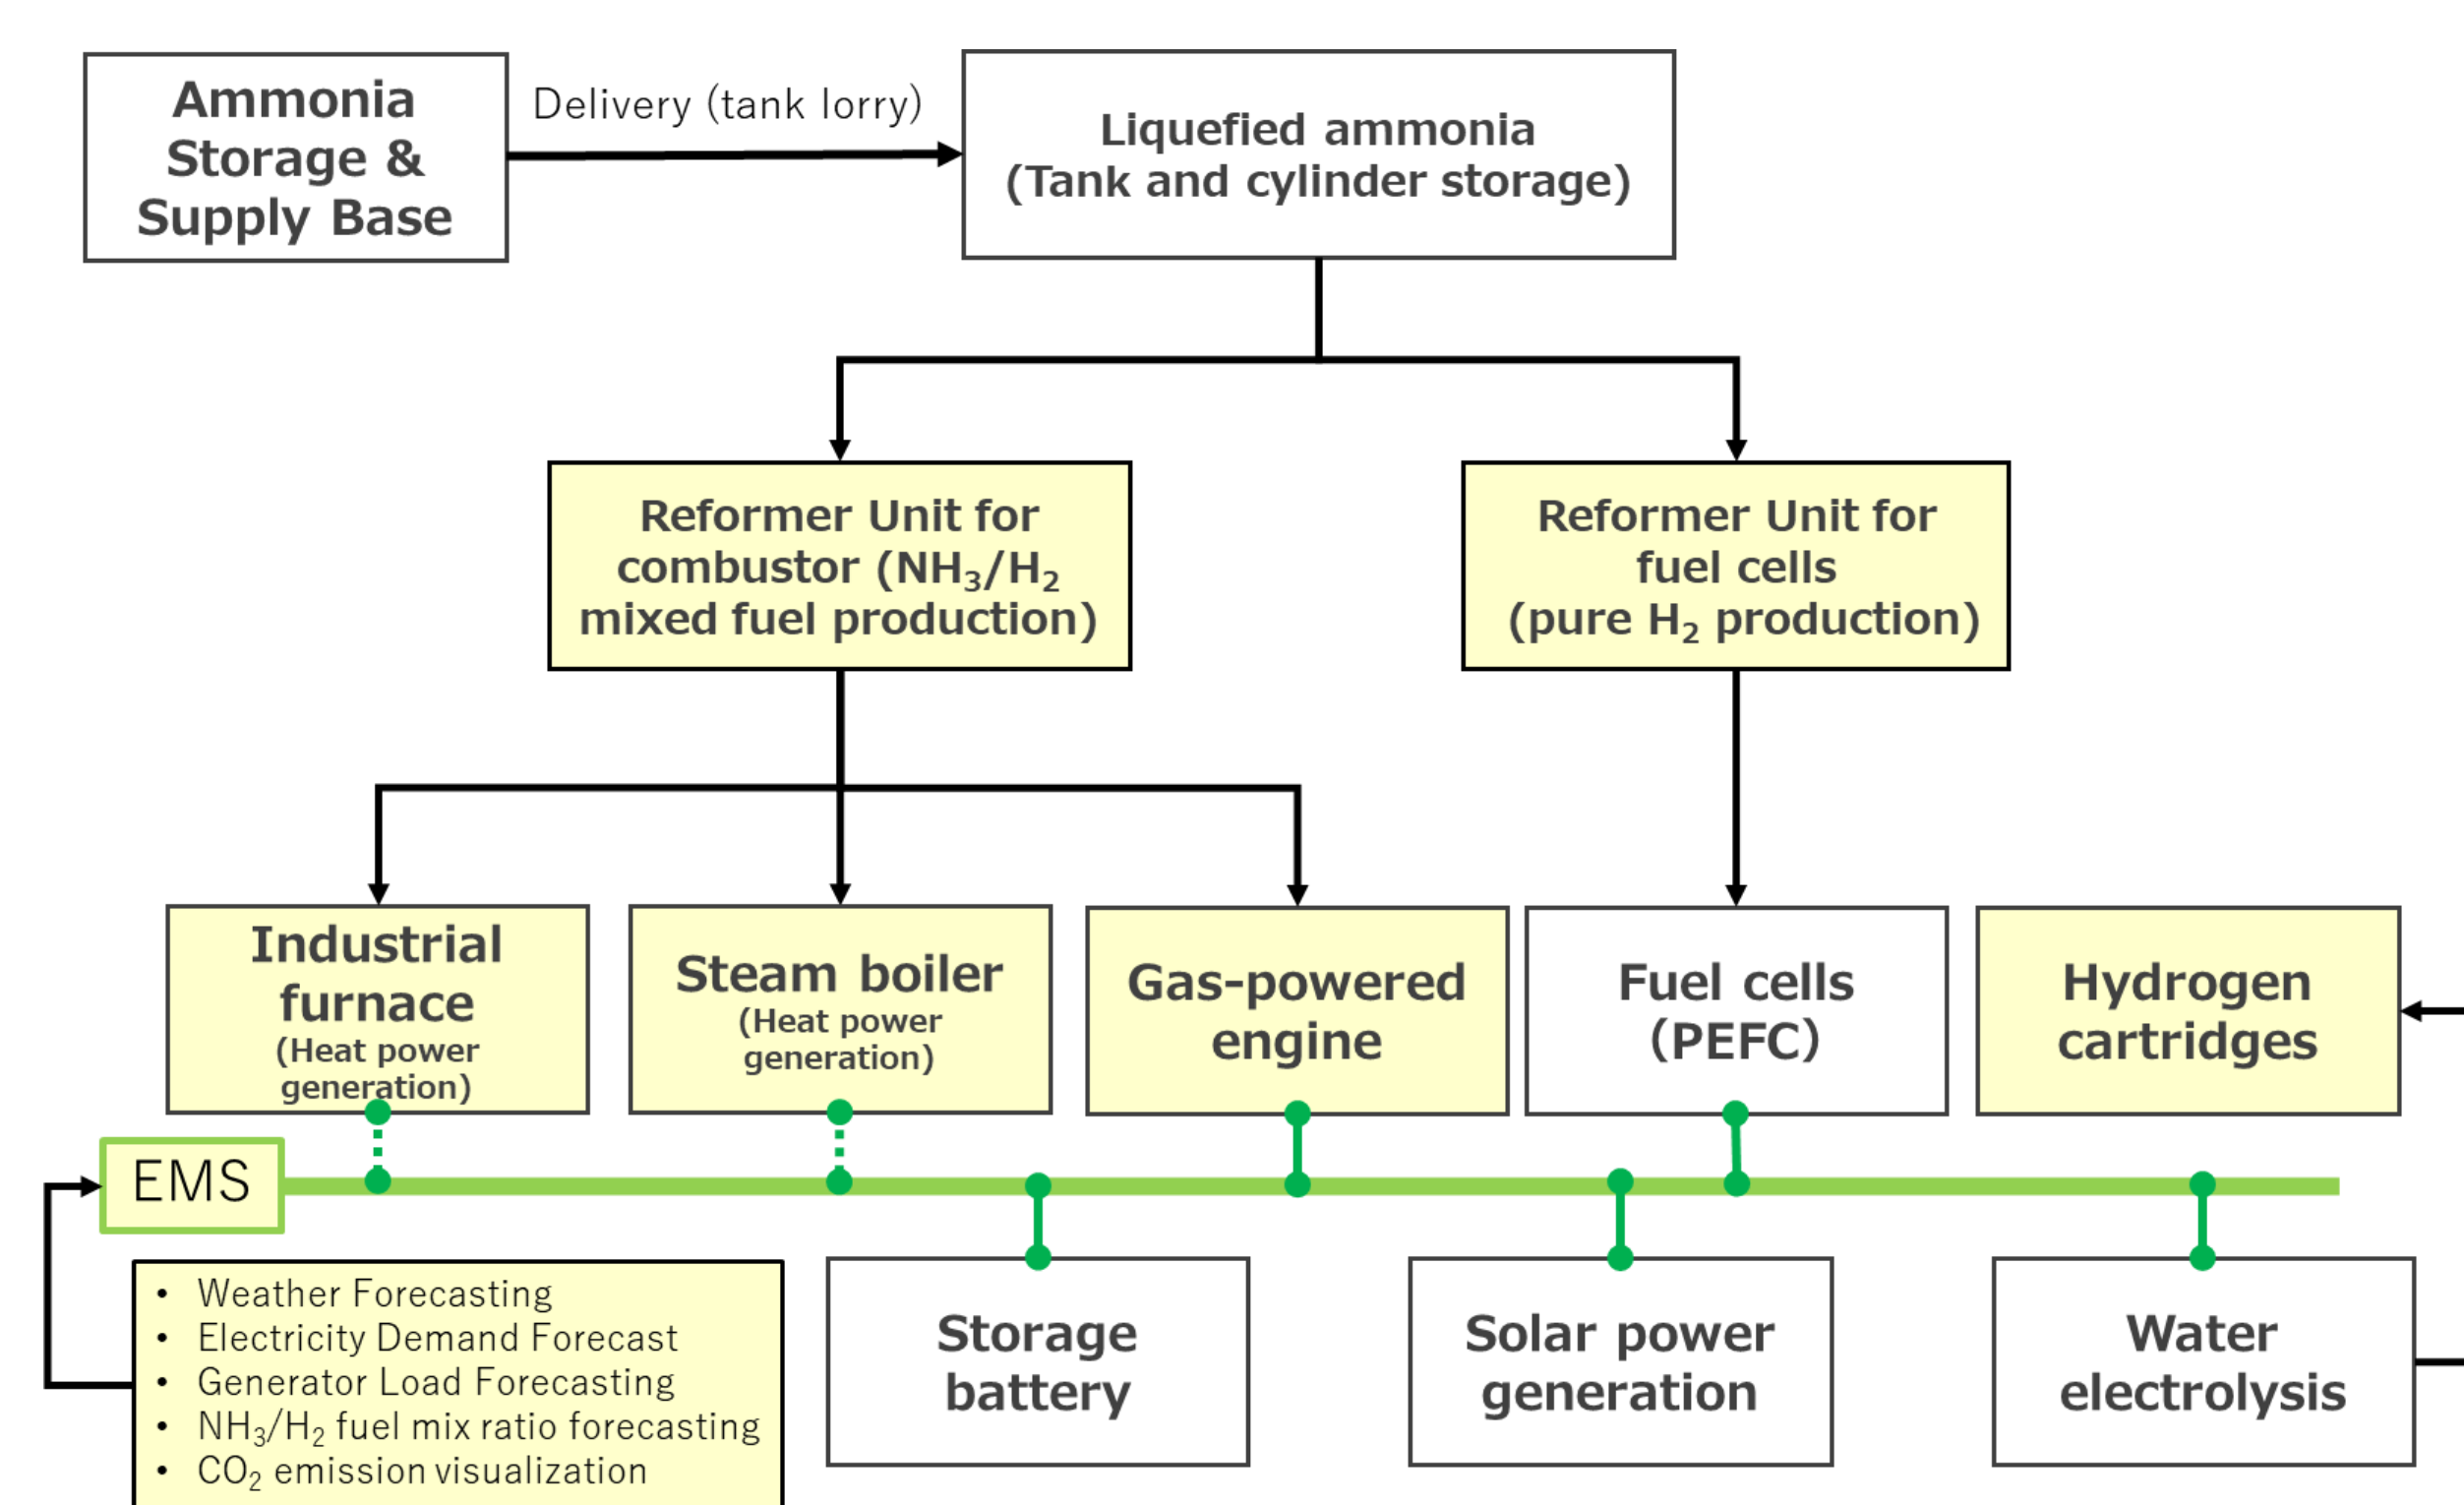 Ammonia
Storage &
Supply Base
Delivery (tank lorry)
Liquefied ammonia
(Tank and cylinder storage)
Reformer Unit for
combustor (NH₃/H₂
mixed fuel production)
Reformer Unit for
fuel cells
(pure H₂ production)
Industrial
furnace
(Heat power
generation)
Steam boiler
(Heat power
generation)
Gas-powered
engine
Fuel cells
(PEFC)
Hydrogen
cartridges
EMS
• Weather Forecasting
• Electricity Demand Forecast
• Generator Load Forecasting
• NH₃/H₂ fuel mix ratio forecasting
• CO₂ emission visualization
Storage
battery
Solar power
generation
Water
electrolysis